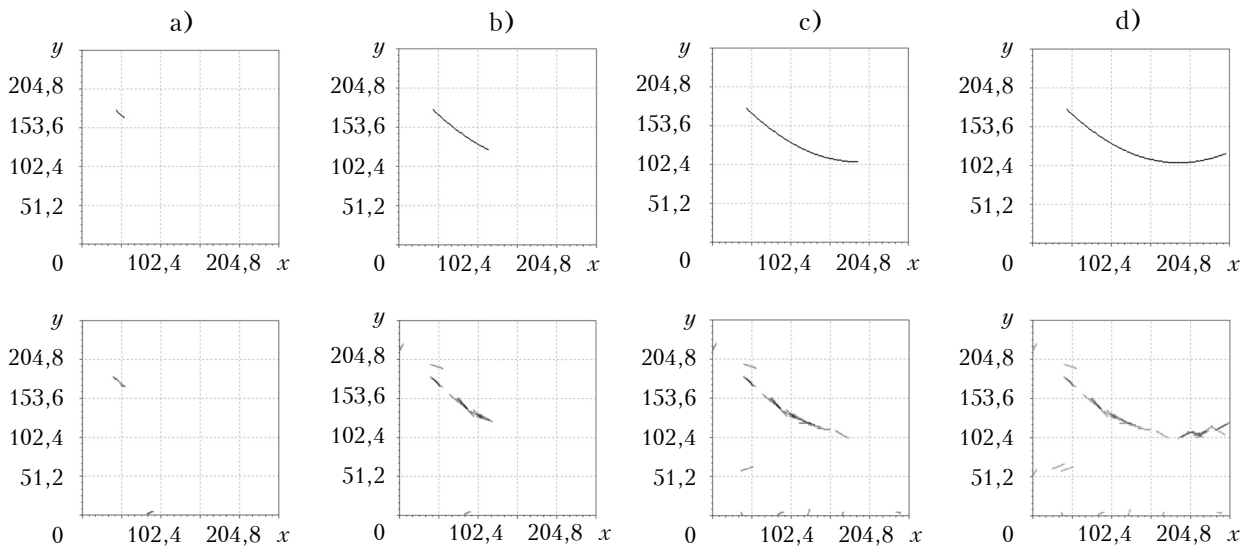 a) b) c) d)
y y y y
204,8 204,8 204,8 204,8
153,6 153,6 153,6 153,6
102,4 102,4 102,4 102,4
51,2 51,2 51,2 51,2
0 102,4 204,8 x 0 102,4 204,8 x 0 102,4 204,8 x 0 102,4 204,8 x
y y y y
204,8 204,8 204,8 204,8
153,6 153,6 153,6 153,6
102,4 102,4 102,4 102,4
51,2 51,2 51,2 51,2
0 102,4 204,8 x 0 102,4 204,8 x 0 102,4 204,8 x 0 102,4 204,8 x